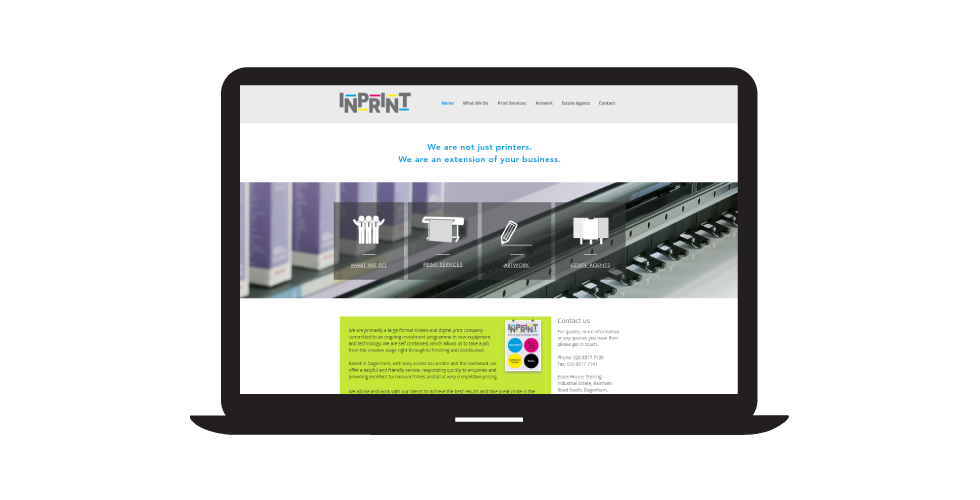 INPRINT
Home What We Do Print Services Artwork Estate Agents Contact
We are not just printers.
We are an extension of your business.
WHAT WE DO PRINT SERVICES ARTWORK ESTATE AGENTS
We are primarily a large format screen and digital print company
committed to an ongoing investment programme in new equipment
and technology. We are self contained, which allows us to take a job
from the creative stage right through to finishing and distribution.
Based in Dagenham, with easy access to London and the southeast, we
offer a helpful and friendly service, responding quickly to enquiries and
providing excellent turnaround times and all at very competitive pricing.
We advise and work with our clients to achieve the best results and take great pride in the
INPRINT
Contact us
For quotes, more information
or any queries you have then
please get in touch.
Phone: 020 8517 7139
Fax: 020 8517 7141
Essex House, Sterling
Industrial Estate, Rainham
Road South, Dagenham,